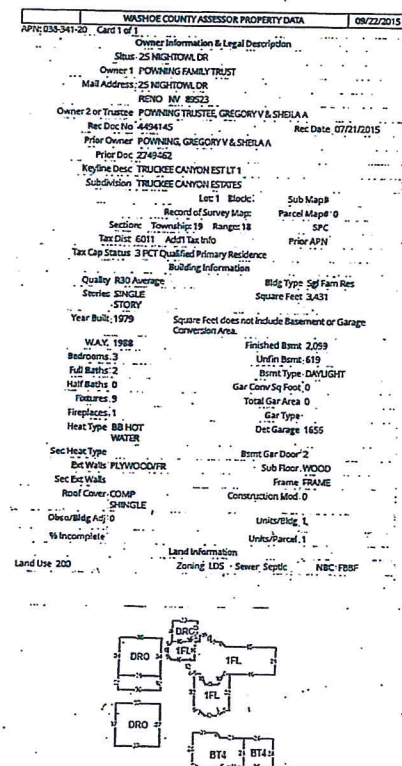 WASHOE COUNTY ASSESSOR PROPERTY DATA 09/22/2015
APN: 038-341-20 Card 1 of 1
Owner Information & Legal Description
Situs 25 NIGHTOWL DR
Owner 1 POWNING FAMILY TRUST
Mail Address 25 NIGHTOWL DR
RENO NV 89523
Owner 2 or Trustee POWNING TRUSTEE, GREGORY V & SHEILA A
Rec Doc No 4494145 Rec Date 07/21/2015
Prior Owner POWNING, GREGORY V & SHEILA A
Prior Doc 2749462
Keyline Desc TRUCKEE CANYON EST LT 1
Subdivision TRUCKEE CANYON ESTATES
Lot: 1 Block: Sub Map#
Record of Survey Map: Parcel Map# 0
Section: Township: 19 Range: 18 SPC
Tax Dist 6011 Add'l Tax Info Prior APN
Tax Cap Status 3 PCT Qualified Primary Residence
Building Information
Quality R30 Average Bldg Type Sgl Fam Res
Stories SINGLE STORY Square Feet 3,431
Year Built 1979 Square Feet does not include Basement or Garage Conversion Area.
W.A.Y. 1988 Finished Bsmt 2,099
Bedrooms 3 Unfin Bsmt 619
Full Baths 2 Bsmt Type DAYLIGHT
Half Baths 0 Gar Conv Sq Foot 0
Fixtures 9 Total Gar Area 0
Fireplaces 1 Gar Type
Heat Type BB HOT WATER Det Garage 1656
Sec Heat Type Bsmt Gar Door 2
Ext Walls PLYWOOD/FR Sub Floor WOOD
Sec Ext Walls Frame FRAME
Roof Cover COMP SHINGLE Construction Mod 0
Obso/Bldg Adj 0 Units/Bldg 1
% Incomplete Units/Parcel 1
Land Information
Land Use 200 Zoning LDS Sewer Septic NBC FBBF
DRO
DRO 1FL 1FL
1FL
DRO
BT4 BT4